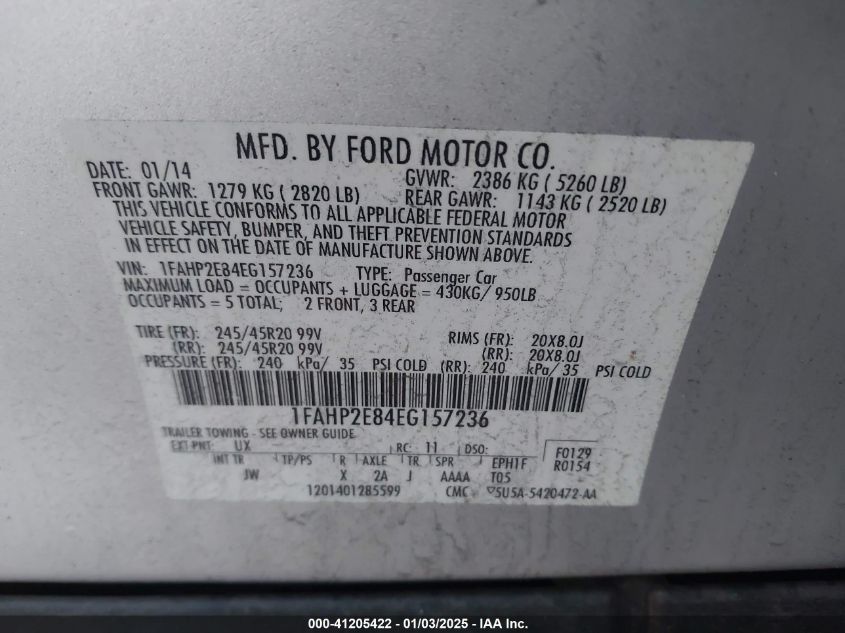 MFD. BY FORD MOTOR CO.
DATE: 01/14 GVWR: 2386 KG ( 5260 LB)
FRONT GAWR: 1279 KG ( 2820 LB) REAR GAWR: 1143 KG ( 2520 LB)
THIS VEHICLE CONFORMS TO ALL APPLICABLE FEDERAL MOTOR
VEHICLE SAFETY, BUMPER, AND THEFT PREVENTION STANDARDS
IN EFFECT ON THE DATE OF MANUFACTURE SHOWN ABOVE.
VIN: 1FAHP2E84EG157236 TYPE: Passenger Car
MAXIMUM LOAD = OCCUPANTS + LUGGAGE = 430KG/ 950LB
OCCUPANTS = 5 TOTAL; 2 FRONT, 3 REAR
TIRE (FR): 245/45R20 99V RIMS (FR): 20X8.0J
(RR): 245/45R20 99V (RR): 20X8.0J
PRESSURE (FR): 240 kPa/ 35 PSI COLD (RR): 240 kPa/ 35 PSI COLD
1FAHP2E84EG157236
TRAILER TOWING - SEE OWNER GUIDE
EXT PNT: UX RC: 11 DSO: F0129
INT TR TP/PS R AXLE TR SPR EPH1F R0154
JW X 2A J AAAA T05
1201401285599 CMC 5U5A-5420472-AA
000-41205422 - 01/03/2025 - IAA Inc.